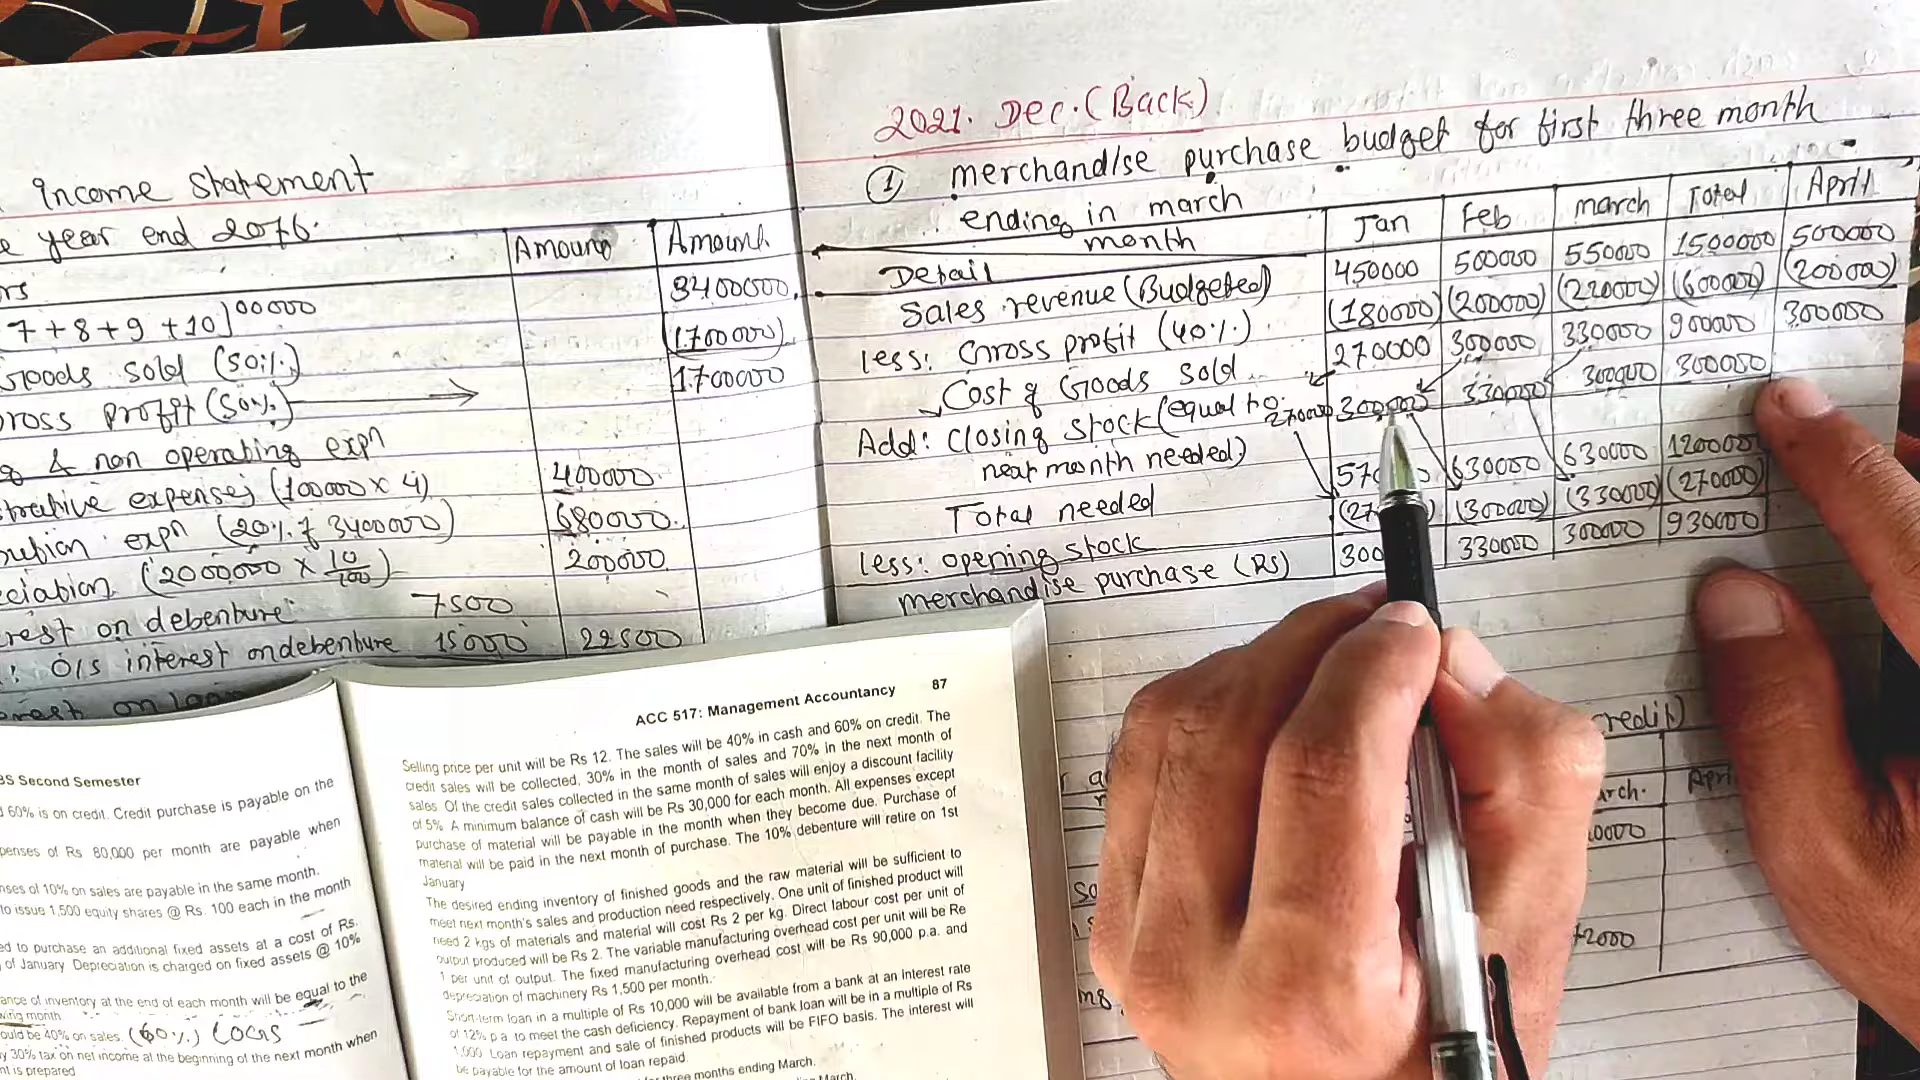 income statement
year end 2076.
Amount Amount
3400000
7 + 8 + 9 + 10] 00000
(1700000)
Goods sold (50%)
1700000
Gross profit (50%)
& non operating expn
strative expenses (100000 x 4) 400000
expn (20% of 3400000) 680000
(2000000 x 10/100) 200000
rest on debenture 7500
O/S interest on debenture 15000 22500
2021. Dec. (Back)
① merchandise purchase budget for first three month
ending in march
month Jan Feb march Total April
Detail
Sales revenue (Budgeted) 450000 500000 550000 1500000 500000
less: Gross profit (40%) (180000) (200000) (220000) (600000) (200000)
Cost of Goods sold 270000 300000 330000 900000 300000
Add: Closing stock (equal to 270000 300000 330000 300000 300000
next month needed)
Total needed 630000 630000 1200000
less: opening stock (300000) (330000) (270000)
merchandise purchase (Rs) 300 330000 300000 930000
redit)
2000
ACC 517: Management Accountancy 87
Selling price per unit will be Rs 12. The sales will be 40% in cash and 60% on credit. The
credit sales will be collected, 30% in the month of sales and 70% in the next month of
sales. Of the credit sales collected in the same month of sales will enjoy a discount facility
of 5%. A minimum balance of cash will be Rs 30,000 for each month. All expenses except
purchase of material will be payable in the month when they become due. Purchase of
material will be paid in the next month of purchase. The 10% debenture will retire on 1st
January
The desired ending inventory of finished goods and the raw material will be sufficient to
meet next month's sales and production need respectively. One unit of finished product will
need 2 kgs of materials and material will cost Rs 2 per kg. Direct labour cost per unit of
output produced will be Rs 2. The variable manufacturing overhead cost per unit will be Re
1 per unit of output. The fixed manufacturing overhead cost will be Rs 90,000 p.a. and
depreciation of machinery Rs 1,500 per month.
Short-term loan in a multiple of Rs 10,000 will be available from a bank at an interest rate
of 12% p.a to meet the cash deficiency. Repayment of bank loan will be in a multiple of Rs
1,000 Loan repayment and sale of finished products will be FIFO basis. The interest will
be payable for the amount of loan repaid.
three months ending March.
March.
BS Second Semester
60% is on credit. Credit purchase is payable on the
penses of Rs 80,000 per month are payable when
nses of 10% on sales are payable in the same month.
to issue 1,500 equity shares @ Rs. 100 each in the month
ed to purchase an additional fixed assets at a cost of Rs.
of January Depreciation is charged on fixed assets @ 10%
ance of inventory at the end of each month will be equal to the
wing month
ould be 40% on sales. (60%) COGS
y 30% tax on net income at the beginning of the next month when
nt is prepared